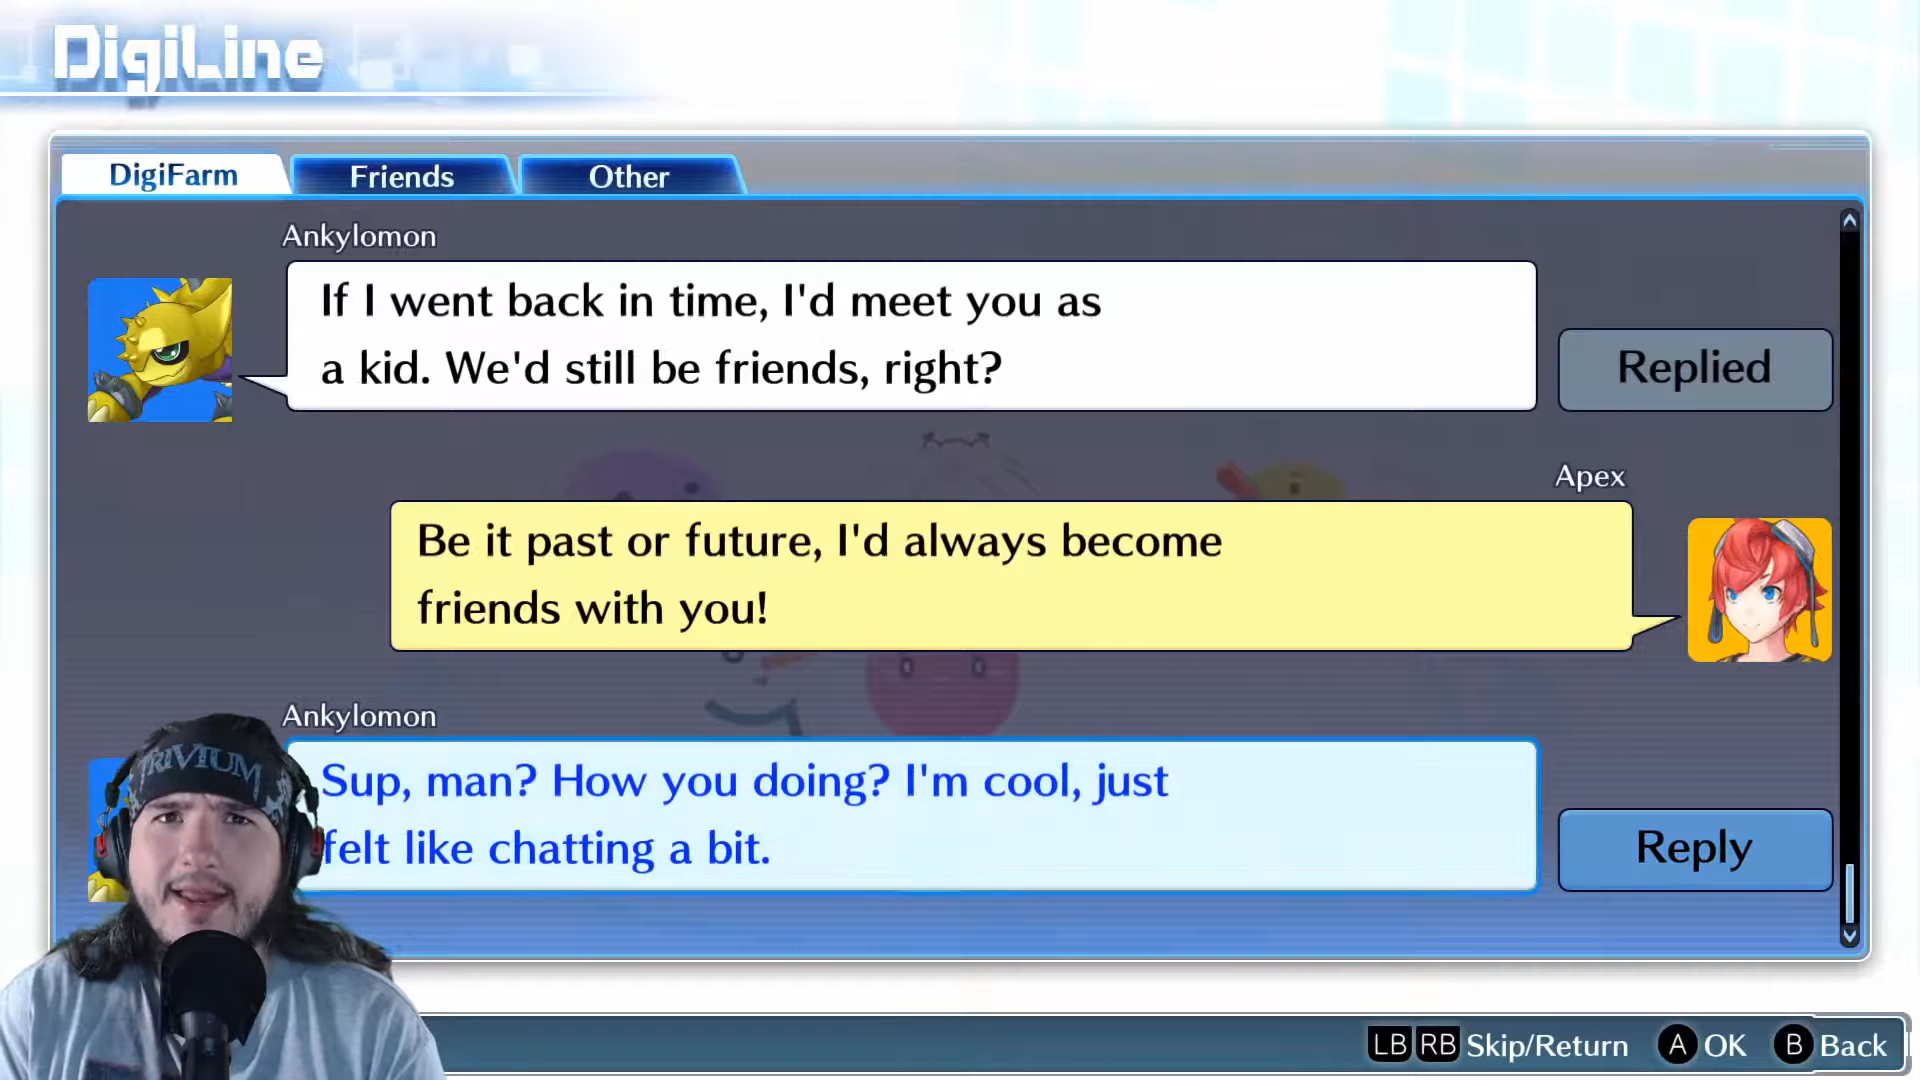 DigiLine
DigiFarm
Friends
Other
Ankylomon
If I went back in time, I'd meet you as
a kid. We'd still be friends, right?
Replied
Apex
Be it past or future, I'd always become
friends with you!
Ankylomon
Sup, man? How you doing? I'm cool, just
felt like chatting a bit.
Reply
TRIVIUM
LB RB Skip/Return A OK B Back